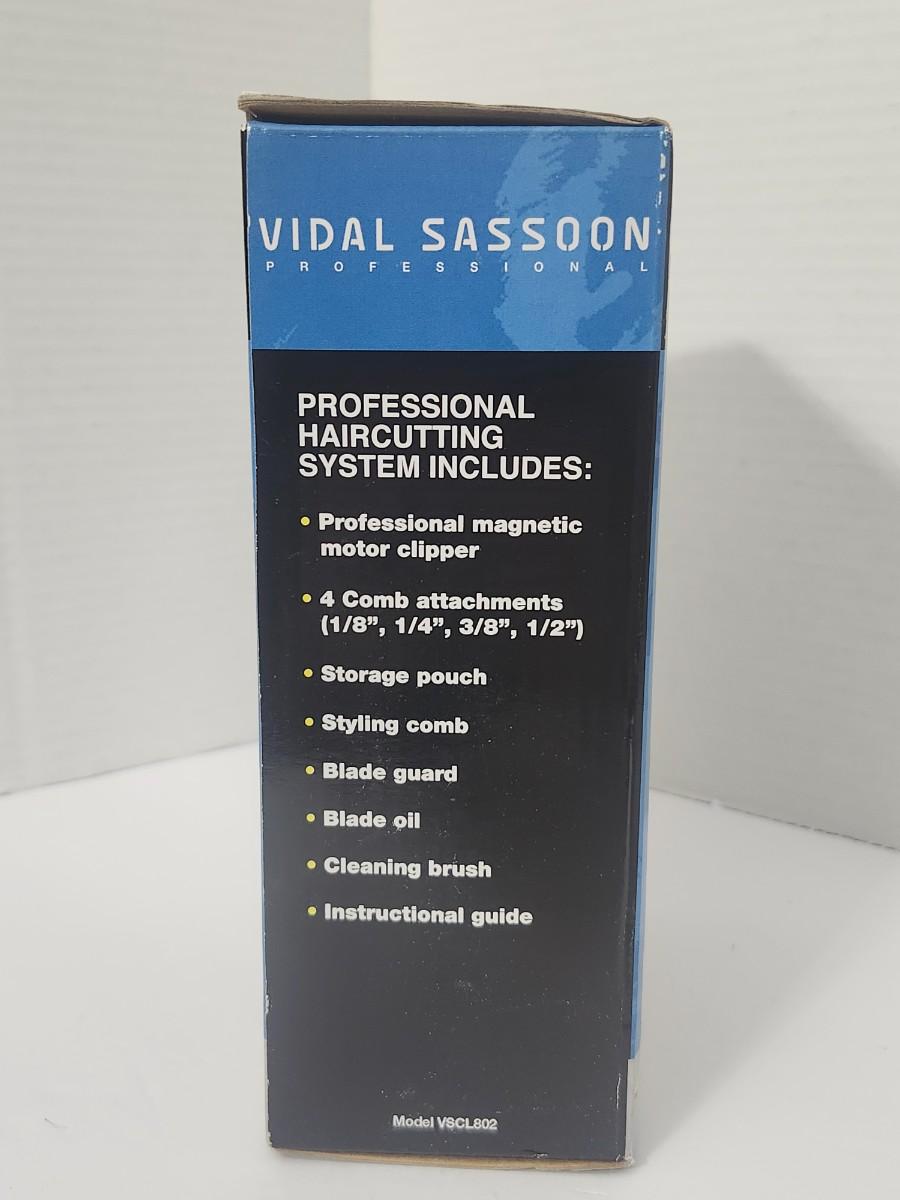 VIDAL SASSOON
PROFESSIONAL
PROFESSIONAL
HAIRCUTTING
SYSTEM INCLUDES:
• Professional magnetic
motor clipper
• 4 Comb attachments
(1/8”, 1/4”, 3/8”, 1/2”)
• Storage pouch
• Styling comb
• Blade guard
• Blade oil
• Cleaning brush
• Instructional guide
Model VSCL802